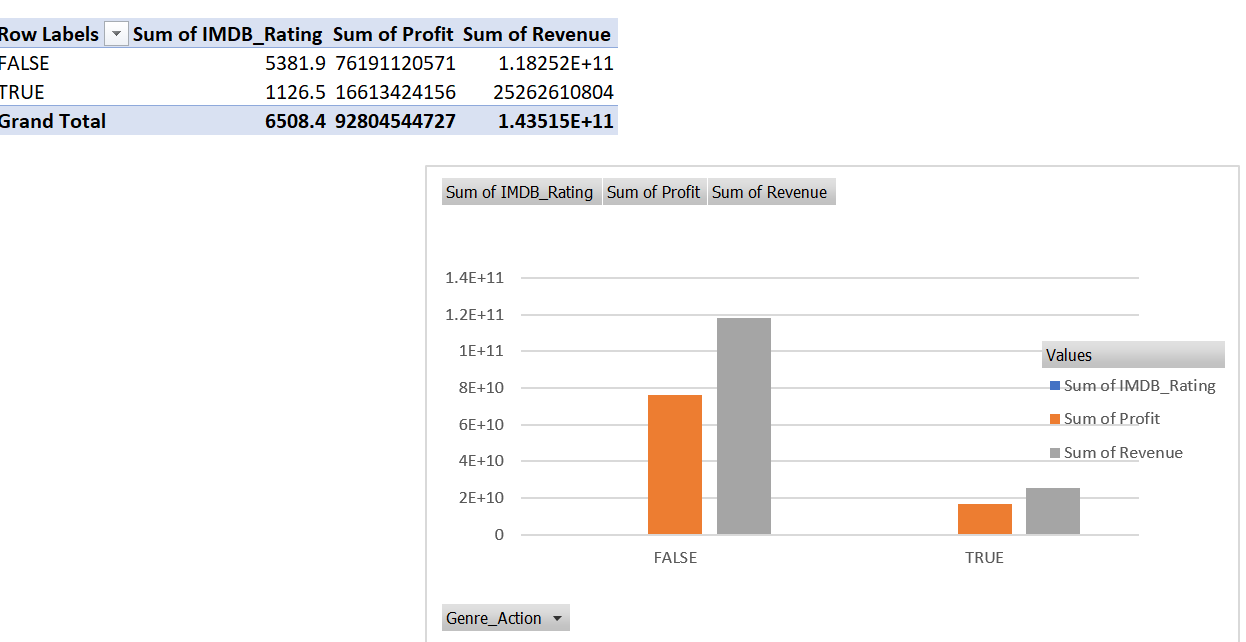 Row Labels Sum of IMDB_Rating Sum of Profit Sum of Revenue
FALSE 5381.9 76191120571 1.18252E+11
TRUE 1126.5 16613424156 25262610804
Grand Total 6508.4 92804544727 1.43515E+11
Sum of IMDB_Rating Sum of Profit Sum of Revenue
1.4E+11
1.2E+11
1E+11
8E+10
6E+10
4E+10
2E+10
0
FALSE TRUE
Values
Sum of IMDB_Rating
Sum of Profit
Sum of Revenue
Genre_Action